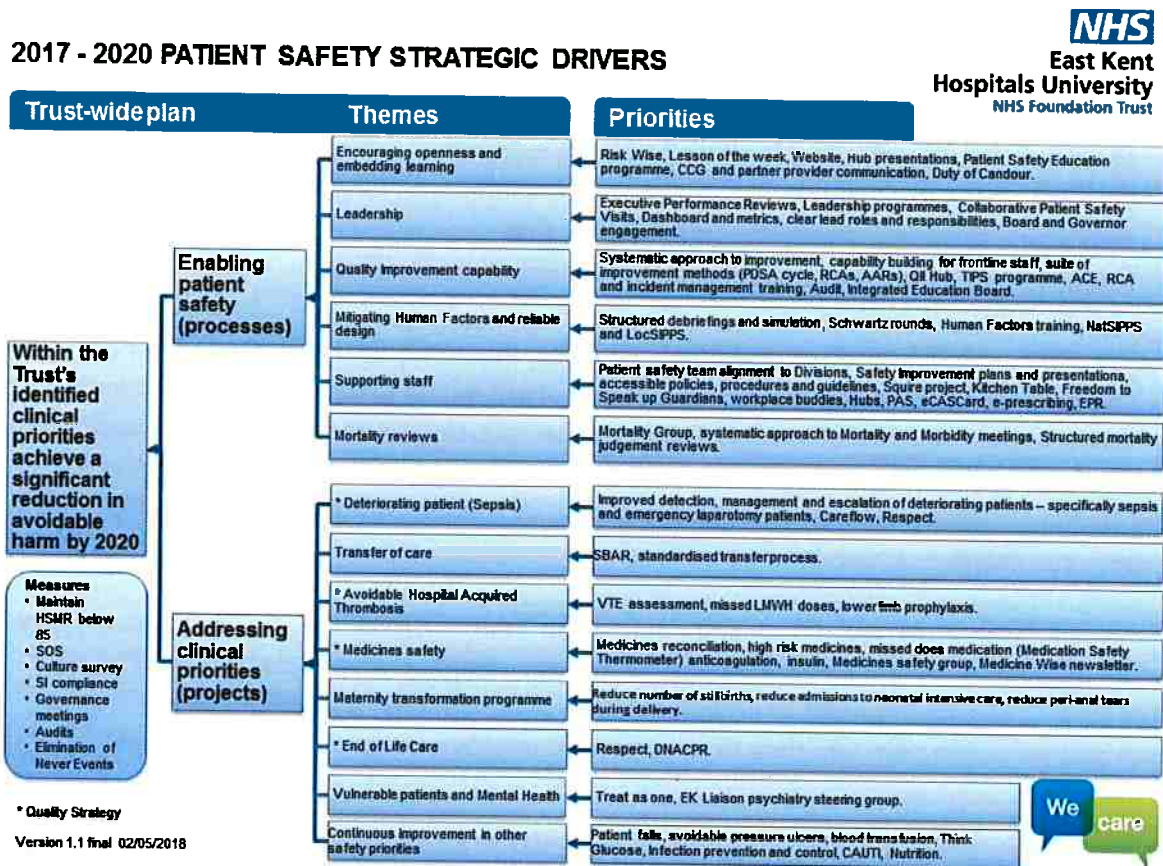 NHS
East Kent
Hospitals University
NHS Foundation Trust
2017 - 2020 PATIENT SAFETY STRATEGIC DRIVERS
Trust-wide plan
Themes
Priorities
Within the
Trust's
identified
clinical
priorities
achieve a
significant
reduction in
avoidable
harm by 2020
Measures
• Maintain
HSMR below
85
• SOS
• Culture survey
• SI compliance
• Governance
meetings
• Audits
• Elimination of
Never Events
* Quality Strategy
Version 1.1 final 02/05/2018
Enabling
patient
safety
(processes)
Encouraging openness and
embedding learning
Risk Wise, Lesson of the week, Website, Hub presentations, Patient Safety Education
programme, CCG and partner provider communication, Duty of Candour.
Leadership
Executive Performance Reviews, Leadership programmes, Collaborative Patient Safety
Visits, Dashboard and metrics, clear lead roles and responsibilities, Board and Governor
engagement.
Quality Improvement capability
Systematic approach to improvement, capability building for frontline staff, suite of
improvement methods (PDSA cycle, RCAs, AARs), QII Hub, TIPS programme, ACE, RCA
and incident management training, Audit, Integrated Education Board.
Mitigating Human Factors and reliable
design
Structured debriefings and simulation, Schwartz rounds, Human Factors training, NatSIPPS
and LocSIPPS.
Supporting staff
Patient safety team alignment to Divisions, Safety Improvement plans and presentations,
accessible policies, procedures and guidelines, Squire project, Kitchen Table, Freedom to
Speak up Guardians, workplace buddies, Hubs, PAS, eCASCard, e-prescribing, EPR.
Mortality reviews
Mortality Group, systematic approach to Mortality and Morbidity meetings, Structured mortality
judgement reviews.
Addressing
clinical
priorities
(projects)
* Deteriorating patient (Sepsis)
Improved detection, management and escalation of deteriorating patients – specifically sepsis
and emergency laparotomy patients, Careflow, Respect.
Transfer of care
SBAR, standardised transfer process.
* Avoidable Hospital Acquired
Thrombosis
VTE assessment, missed LMWH doses, lower limb prophylaxis.
* Medicines safety
Medicines reconciliation, high risk medicines, missed does medication (Medication Safety
Thermometer) anticoagulation, insulin, Medicines safety group, Medicine Wise newsletter.
Maternity transformation programme
Reduce number of stillbirths, reduce admissions to neonatal intensive care, reduce peri-anal tears
during delivery.
* End of Life Care
Respect, DNACPR.
Vulnerable patients and Mental Health
Treat as one, EK Liaison psychiatry steering group.
Continuous improvement in other
safety priorities
Patient falls, avoidable pressure ulcers, blood transfusion, Think
Glucose, Infection prevention and control, CAUTI, Nutrition.
We
care